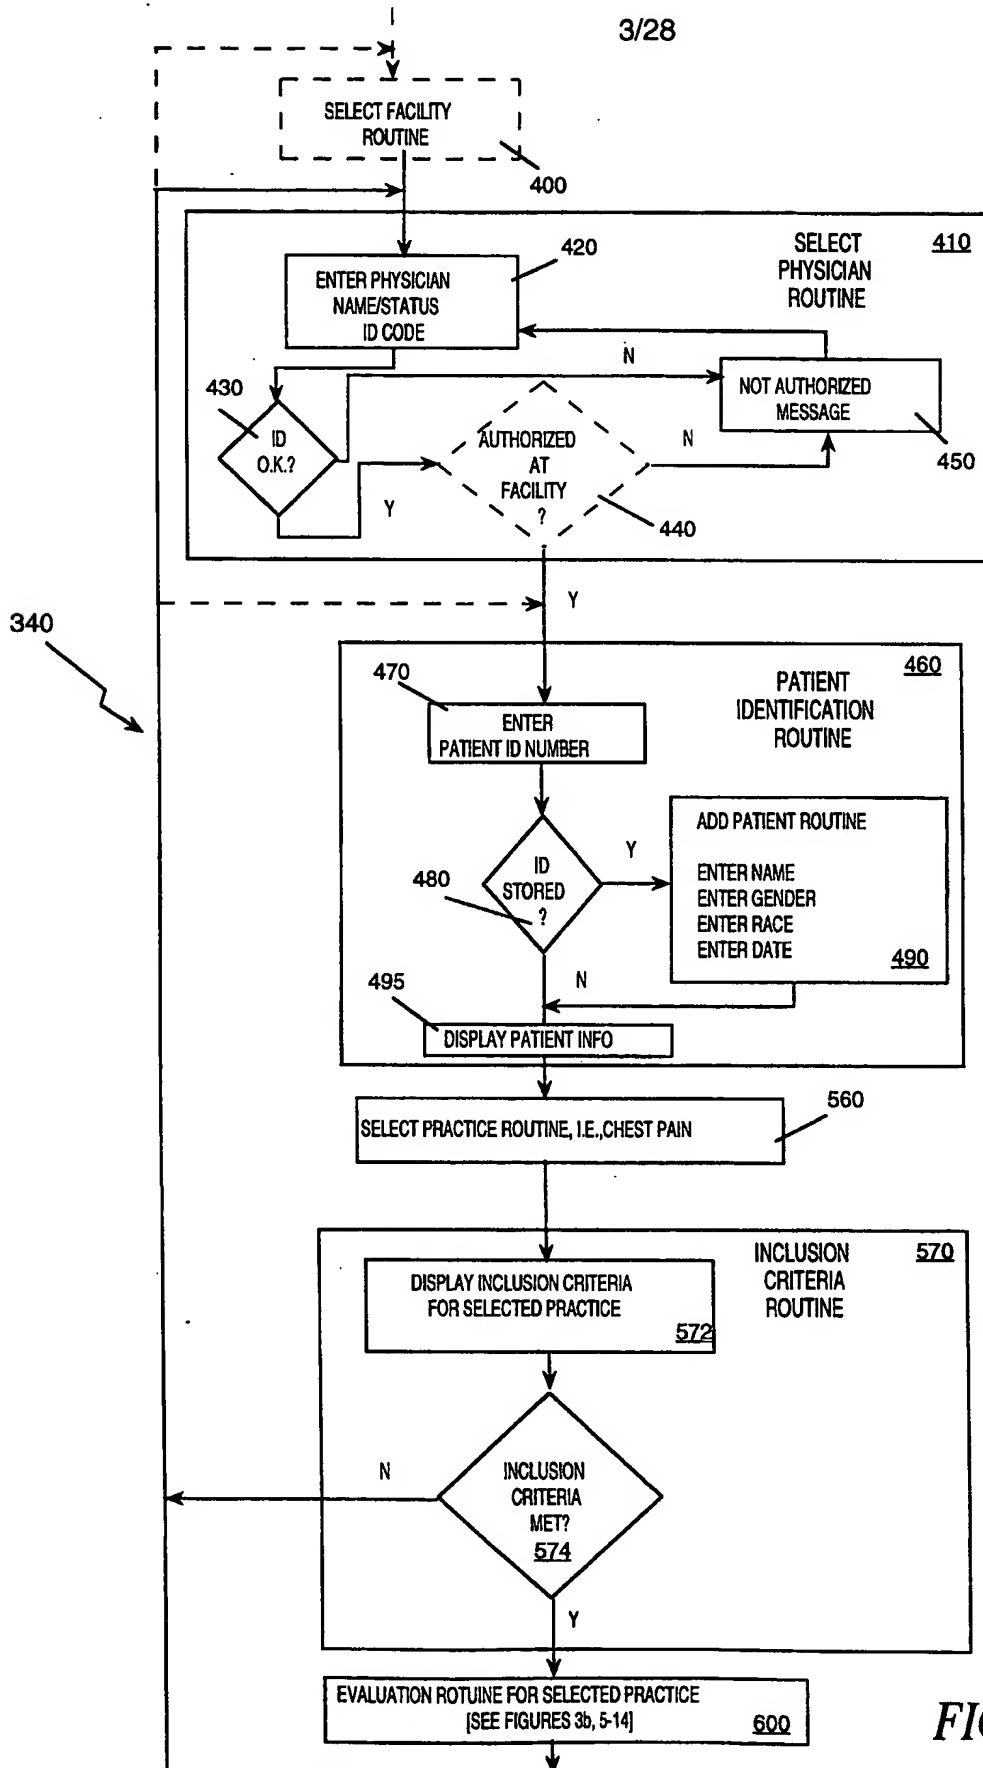 3/28
SELECT FACILITY
ROUTINE
400
SELECT
PHYSICIAN
ROUTINE
410
420
ENTER PHYSICIAN
NAME/STATUS
ID CODE
N
NOT AUTHORIZED
MESSAGE
450
430
ID
O.K.?
Y
AUTHORIZED
AT
FACILITY
?
N
440
Y
340
PATIENT
IDENTIFICATION
ROUTINE
460
470
ENTER
PATIENT ID NUMBER
ID
STORED
?
480
Y
ADD PATIENT ROUTINE
ENTER NAME
ENTER GENDER
ENTER RACE
ENTER DATE
490
N
495
DISPLAY PATIENT INFO
SELECT PRACTICE ROUTINE, I.E.,CHEST PAIN
560
INCLUSION
CRITERIA
ROUTINE
570
DISPLAY INCLUSION CRITERIA
FOR SELECTED PRACTICE
572
N
INCLUSION
CRITERIA
MET?
574
Y
EVALUATION ROTUINE FOR SELECTED PRACTICE
[SEE FIGURES 3b, 5-14]
600